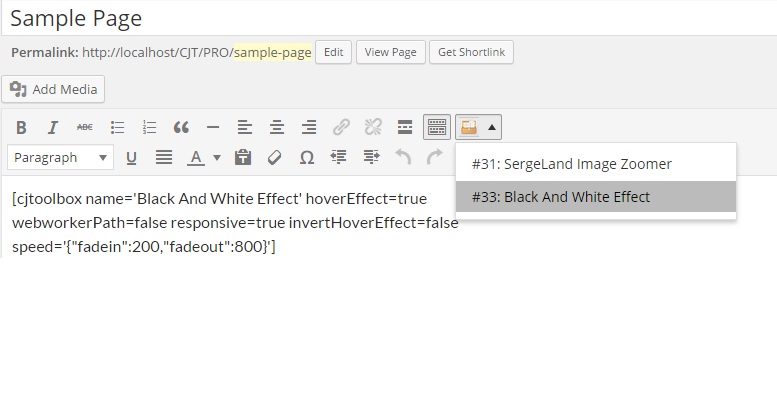 Sample Page
Permalink: http://localhost/CJT/PRO/sample-page Edit View Page Get Shortlink
Add Media
B I ABC
Paragraph U A Ω
#31: SergeLand Image Zoomer
#33: Black And White Effect
[cjtoolbox name='Black And White Effect' hoverEffect=true
webworkerPath=false responsive=true invertHoverEffect=false
speed='{"fadein":200,"fadeout":800}']